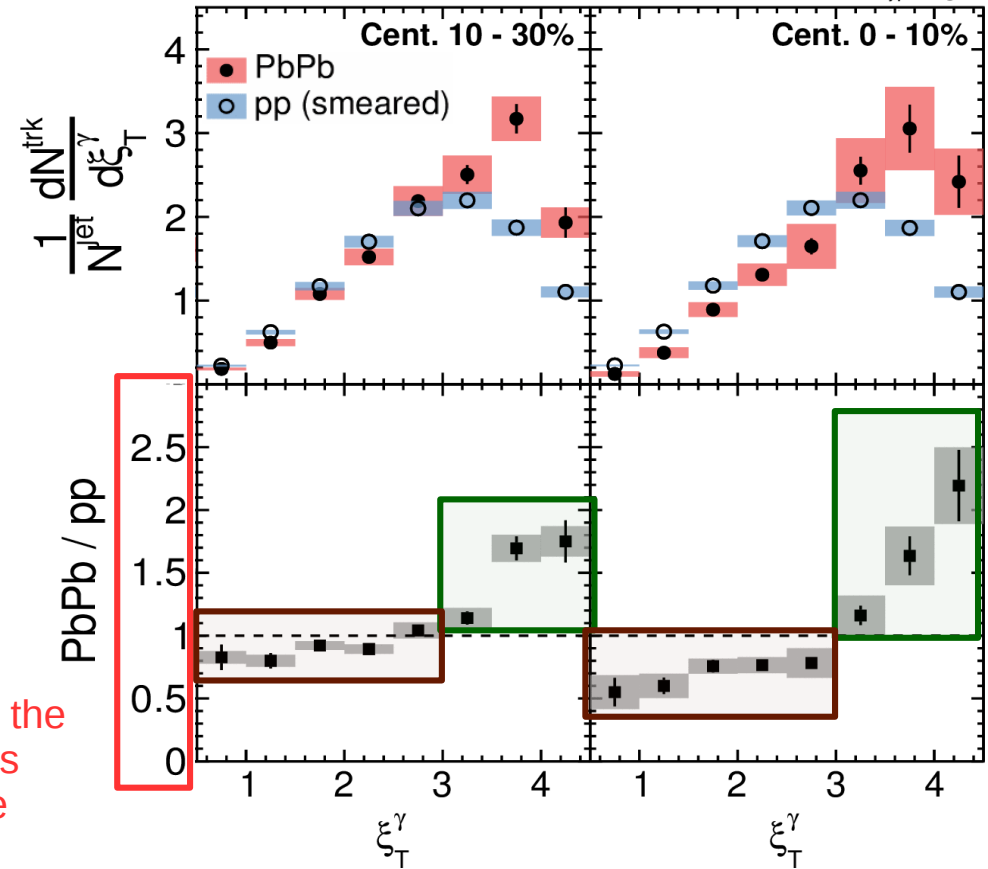 Cent. 10 - 30%
Cent. 0 - 10%
PbPb
pp (smeared)
1 dN^trk
N^jet dξ_T^γ
4
3
2
1
PbPb / pp
2.5
2
1.5
1
0.5
0
the
s
e
1 2 3 4
1 2 3 4
ξ_T^γ
ξ_T^γ